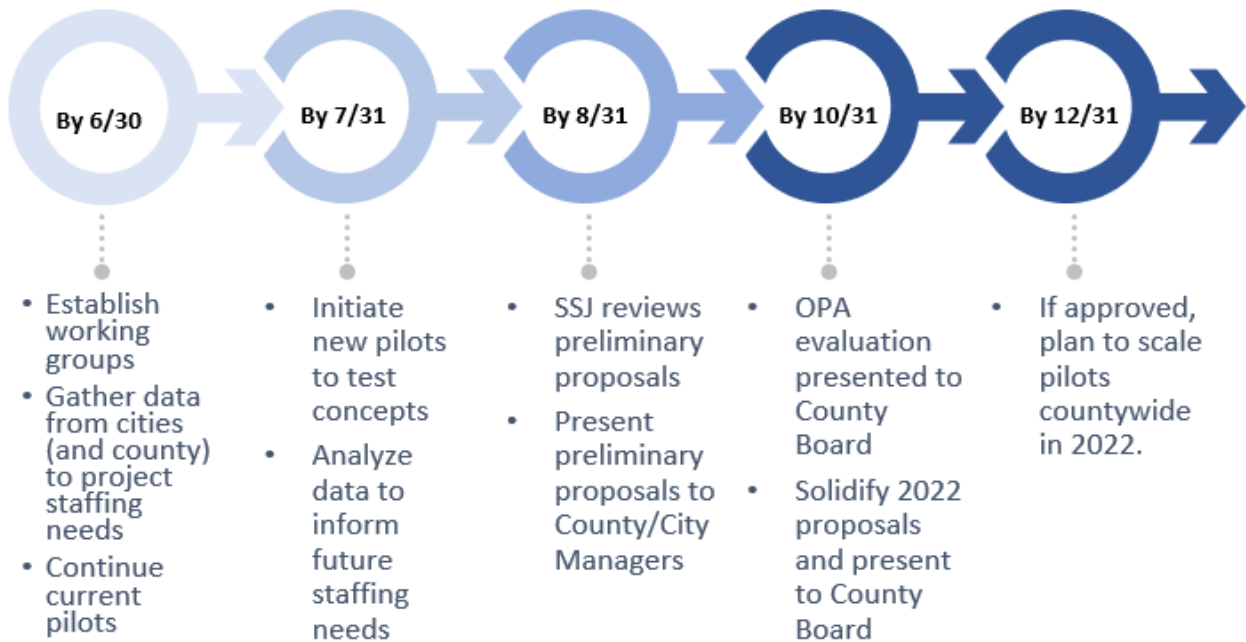 By 6/30
By 7/31
By 8/31
By 10/31
By 12/31
• Establish
working
groups
• Gather data
from cities
(and county)
to project
staffing
needs
• Continue
current
pilots
• Initiate
new pilots
to test
concepts
• Analyze
data to
inform
future
staffing
needs
• SSJ reviews
preliminary
proposals
• Present
preliminary
proposals to
County/City
Managers
• OPA
evaluation
presented to
County
Board
• Solidify 2022
proposals
and present
to County
Board
• If approved,
plan to scale
pilots
countywide
in 2022.